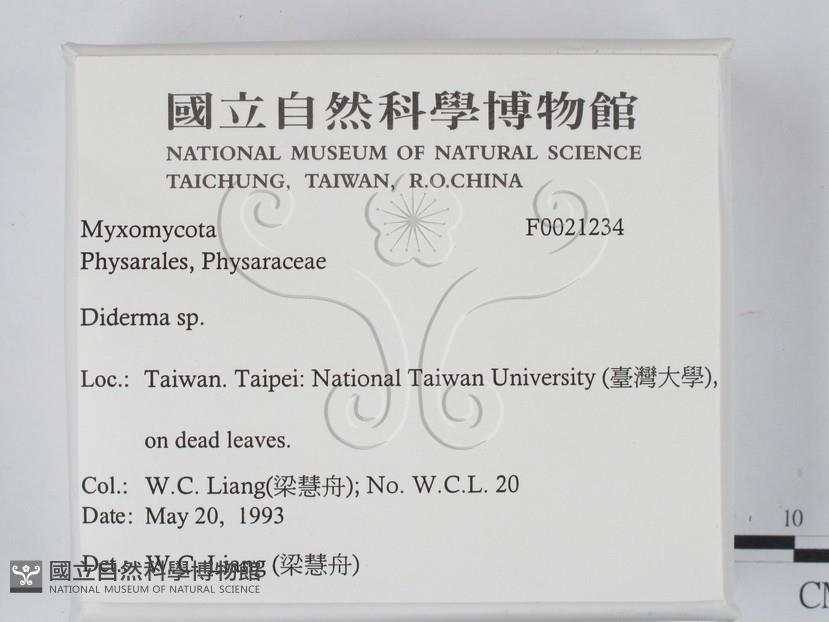 國立自然科學博物館
NATIONAL MUSEUM OF NATURAL SCIENCE
TAICHUNG, TAIWAN, R.O.CHINA
Myxomycota F0021234
Physarales, Physaraceae
Diderma sp.
Loc.: Taiwan. Taipei: National Taiwan University (臺灣大學),
on dead leaves.
Col.: W.C. Liang(梁慧舟); No. W.C.L. 20
Date: May 20, 1993
Det.: W.C. Liang (梁慧舟)
國立自然科學博物館
NATIONAL MUSEUM OF NATURAL SCIENCE
10